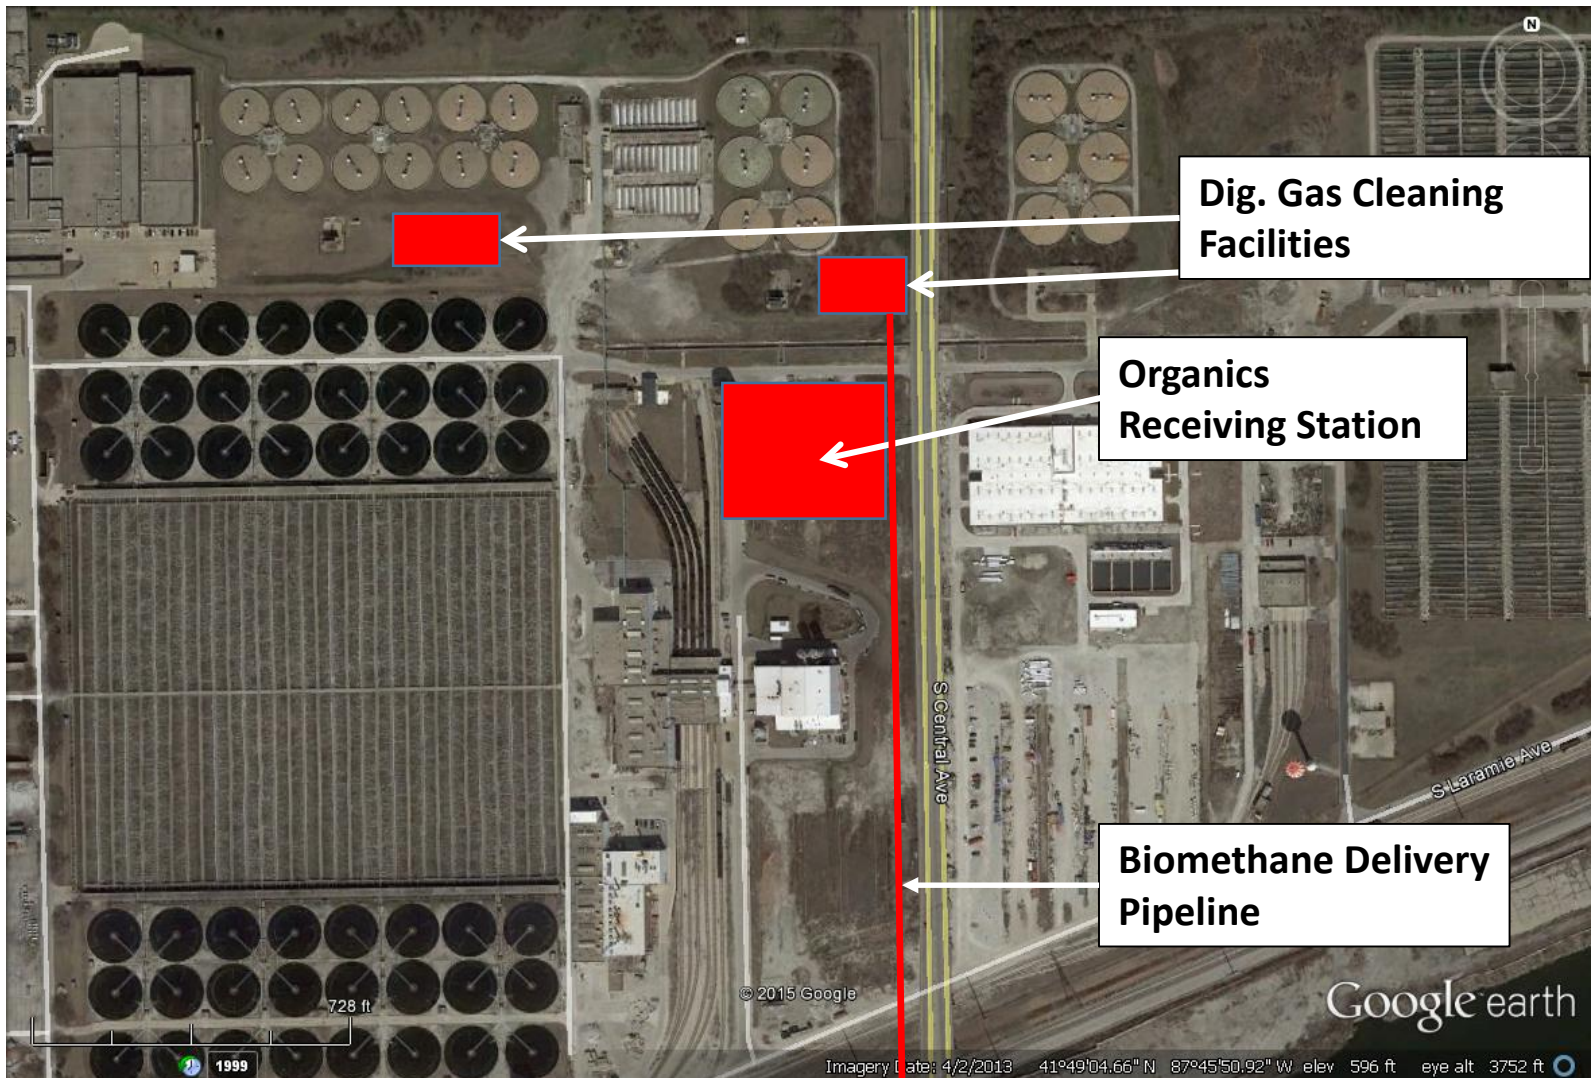 N
Dig. Gas Cleaning
Facilities
Organics
Receiving Station
S Central Ave
S Laramie Ave
Biomethane Delivery
Pipeline
728 ft
© 2015 Google
Google earth
1999
Imagery Date: 4/2/2013 41°49'04.66" N 87°45'50.92" W elev 596 ft eye alt 3752 ft